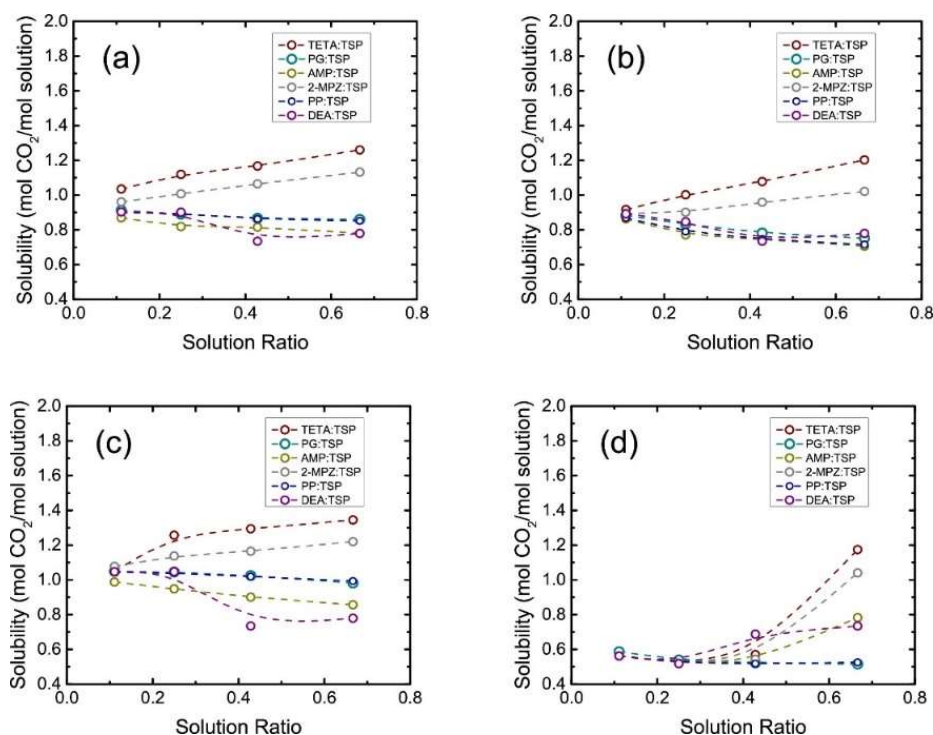 (a)
TETA:TSP
PG:TSP
AMP:TSP
2-MPZ:TSP
PP:TSP
DEA:TSP
2.0
1.8
1.6
1.4
1.2
1.0
0.8
0.6
0.4
Solubility (mol CO2/mol solution)
0.0 0.2 0.4 0.6 0.8
Solution Ratio
(b)
TETA:TSP
PG:TSP
AMP:TSP
2-MPZ:TSP
PP:TSP
DEA:TSP
2.0
1.8
1.6
1.4
1.2
1.0
0.8
0.6
0.4
Solubility (mol CO2/mol solution)
0.0 0.2 0.4 0.6 0.8
Solution Ratio
(c)
TETA:TSP
PG:TSP
AMP:TSP
2-MPZ:TSP
PP:TSP
DEA:TSP
2.0
1.8
1.6
1.4
1.2
1.0
0.8
0.6
0.4
Solubility (mol CO2/mol solution)
0.0 0.2 0.4 0.6 0.8
Solution Ratio
(d)
TETA:TSP
PG:TSP
AMP:TSP
2-MPZ:TSP
PP:TSP
DEA:TSP
2.0
1.8
1.6
1.4
1.2
1.0
0.8
0.6
0.4
Solubility (mol CO2/mol solution)
0.0 0.2 0.4 0.6 0.8
Solution Ratio